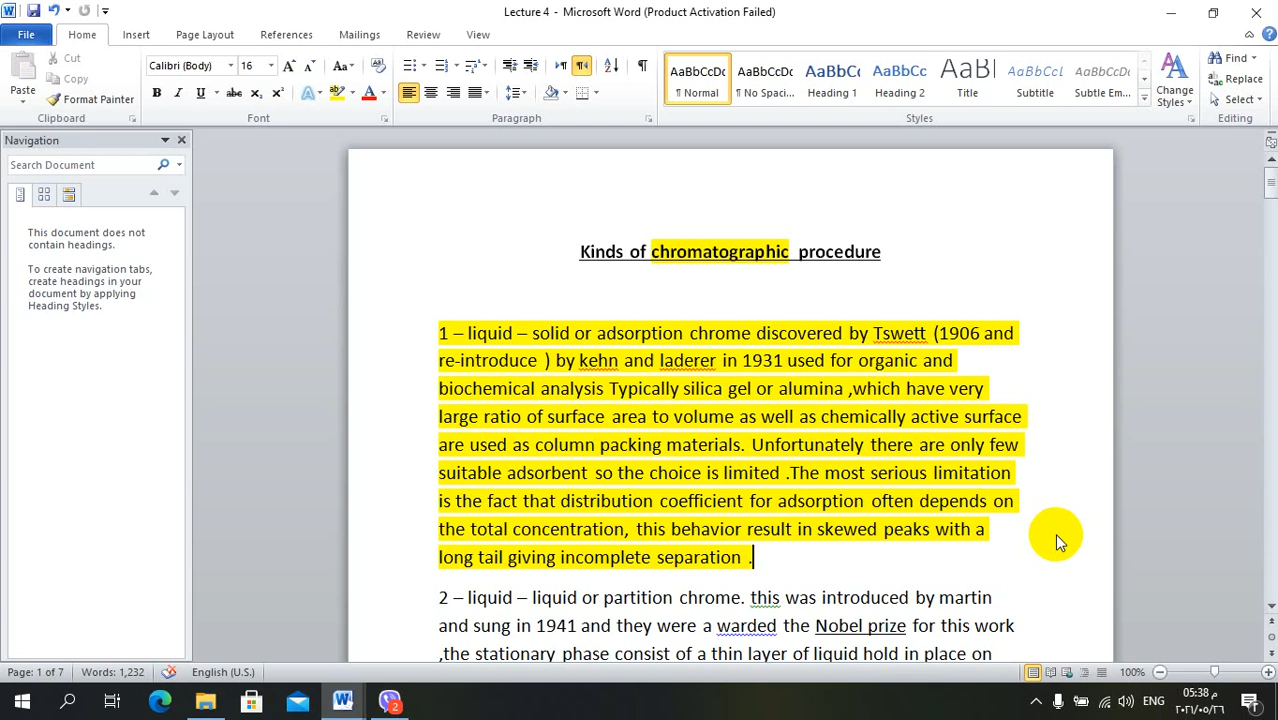 Lecture 4 - Microsoft Word (Product Activation Failed)
File Home Insert Page Layout References Mailings Review View
Cut
Copy
Paste
Format Painter
Clipboard
Calibri (Body) 16
Font
Paragraph
AaBbCcDc AaBbCcDc AaBbCc AaBbCc AaBl AaBbCcl AaBbCcDc
¶ Normal ¶ No Spaci... Heading 1 Heading 2 Title Subtitle Subtle Em...
Change Styles
Styles
Find
Replace
Select
Editing
Navigation
Search Document
This document does not
contain headings.
To create navigation tabs,
create headings in your
document by applying
Heading Styles.
Kinds of chromatographic procedure
1 – liquid – solid or adsorption chrome discovered by Tswett (1906 and
re-introduce ) by kehn and laderer in 1931 used for organic and
biochemical analysis Typically silica gel or alumina ,which have very
large ratio of surface area to volume as well as chemically active surface
are used as column packing materials. Unfortunately there are only few
suitable adsorbent so the choice is limited .The most serious limitation
is the fact that distribution coefficient for adsorption often depends on
the total concentration, this behavior result in skewed peaks with a
long tail giving incomplete separation .
2 – liquid – liquid or partition chrome. this was introduced by martin
and sung in 1941 and they were a warded the Nobel prize for this work
,the stationary phase consist of a thin layer of liquid hold in place on
Page: 1 of 7 Words: 1,232 English (U.S.) 100%
2
ENG
05:38 م
٢٠٢١/٠٥/٢٦